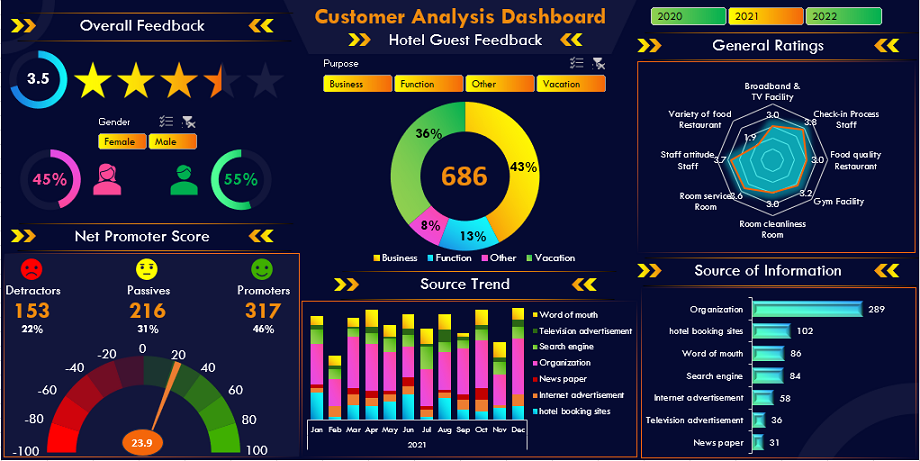 Customer Analysis Dashboard
Hotel Guest Feedback
Overall Feedback
3.5
Gender
Female
Male
45%
55%
Net Promoter Score
Detractors
Passives
Promoters
153
216
317
22%
31%
46%
-100
-80
-60
-40
-20
0
20
40
60
80
100
23.9
Purpose
Business
Function
Other
Vacation
36%
43%
8%
13%
686
Business
Function
Other
Vacation
Source Trend
Word of mouth
Television advertisement
Search engine
Organization
News paper
Internet advertisement
hotel booking sites
Jan Feb Mar Apr May Jun Jul Aug Sep Oct Nov Dec
2021
2020
2021
2022
General Ratings
Broadband &
TV Facility
3.0
Check-in Process
Staff
3.8
Food quality
Restaurant
3.0
Gym Facility
3.2
Room cleanliness
Room
3.0
Room service
Room
3.6
Staff attitude
Staff
3.7
Variety of food
Restaurant
1.9
Source of Information
Organization 289
hotel booking sites 102
Word of mouth 86
Search engine 84
Internet advertisement 58
Television advertisement 36
News paper 31